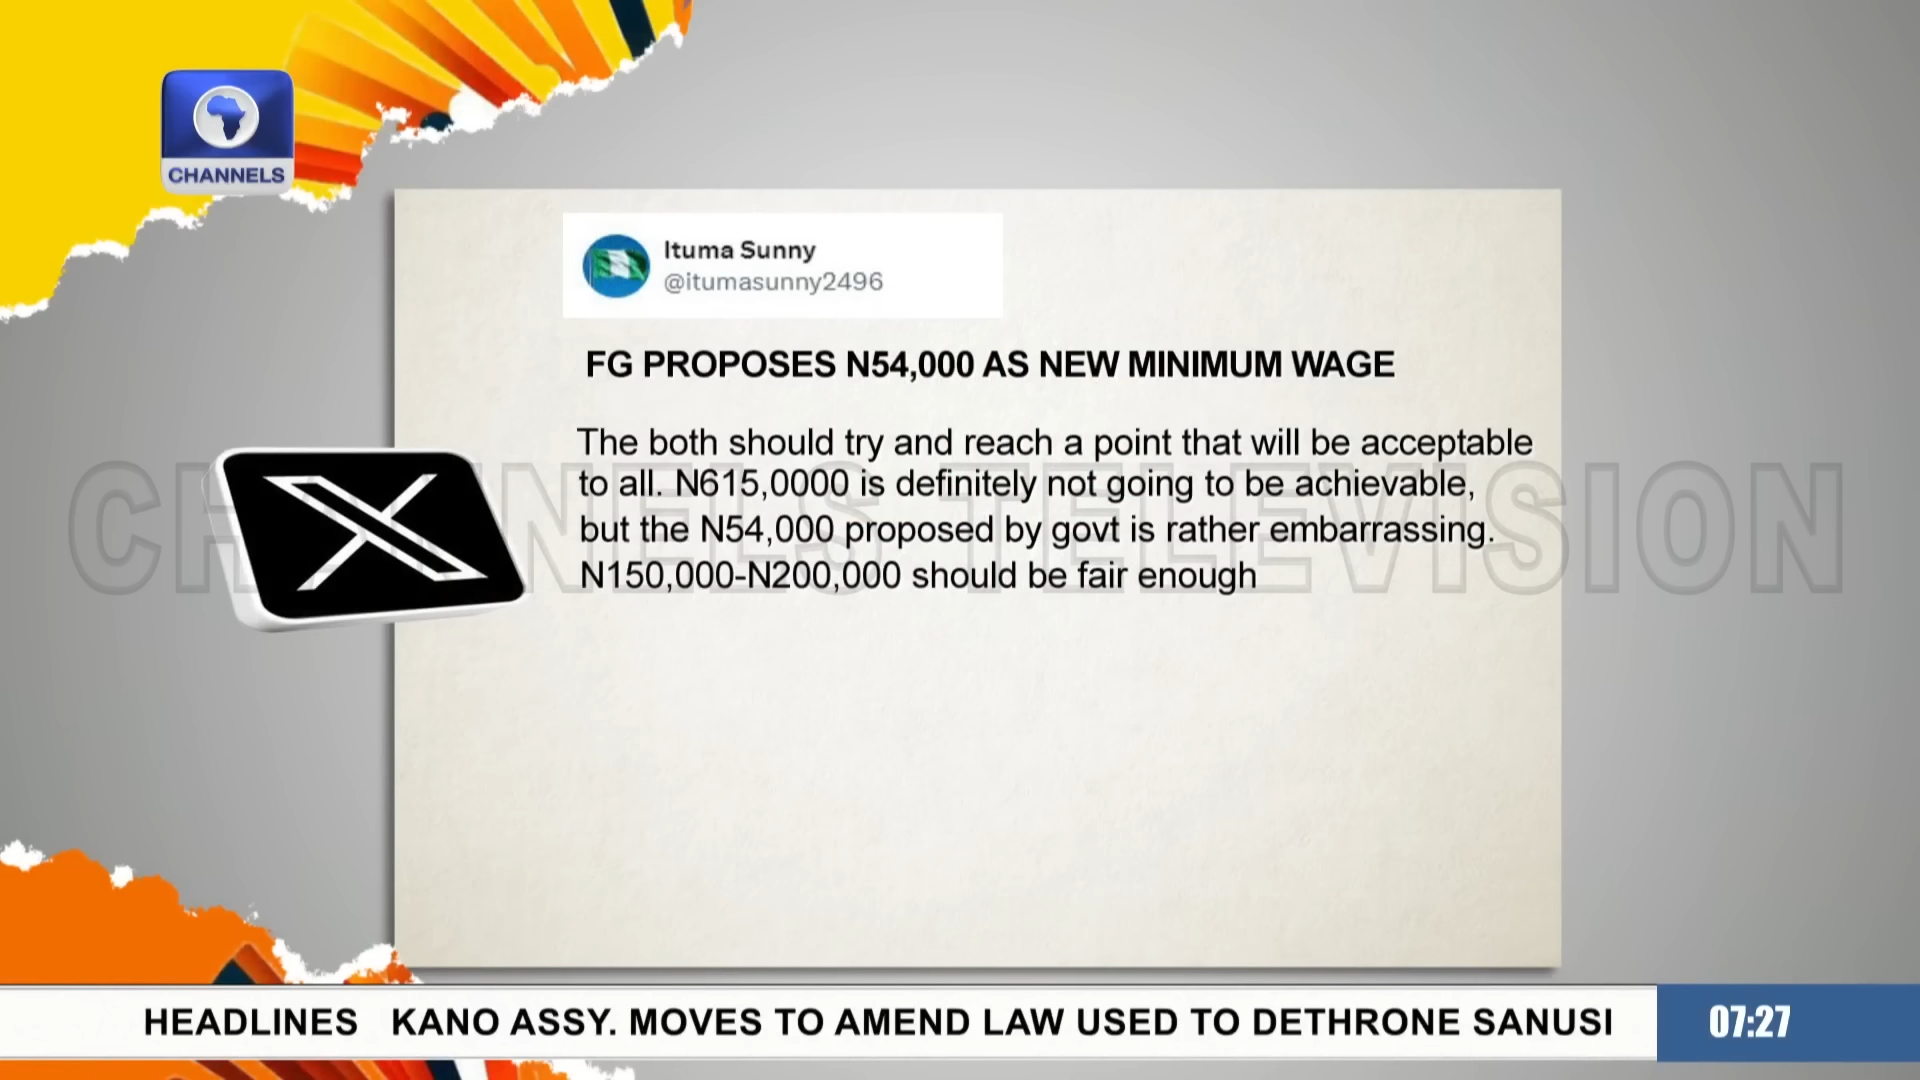 CHANNELS
Ituma Sunny
@itumasunny2496
FG PROPOSES N54,000 AS NEW MINIMUM WAGE
The both should try and reach a point that will be acceptable
to all. N615,0000 is definitely not going to be achievable,
but the N54,000 proposed by govt is rather embarrassing.
N150,000-N200,000 should be fair enough
CHANNELS TELEVISION
HEADLINES KANO ASSY. MOVES TO AMEND LAW USED TO DETHRONE SANUSI
07:27